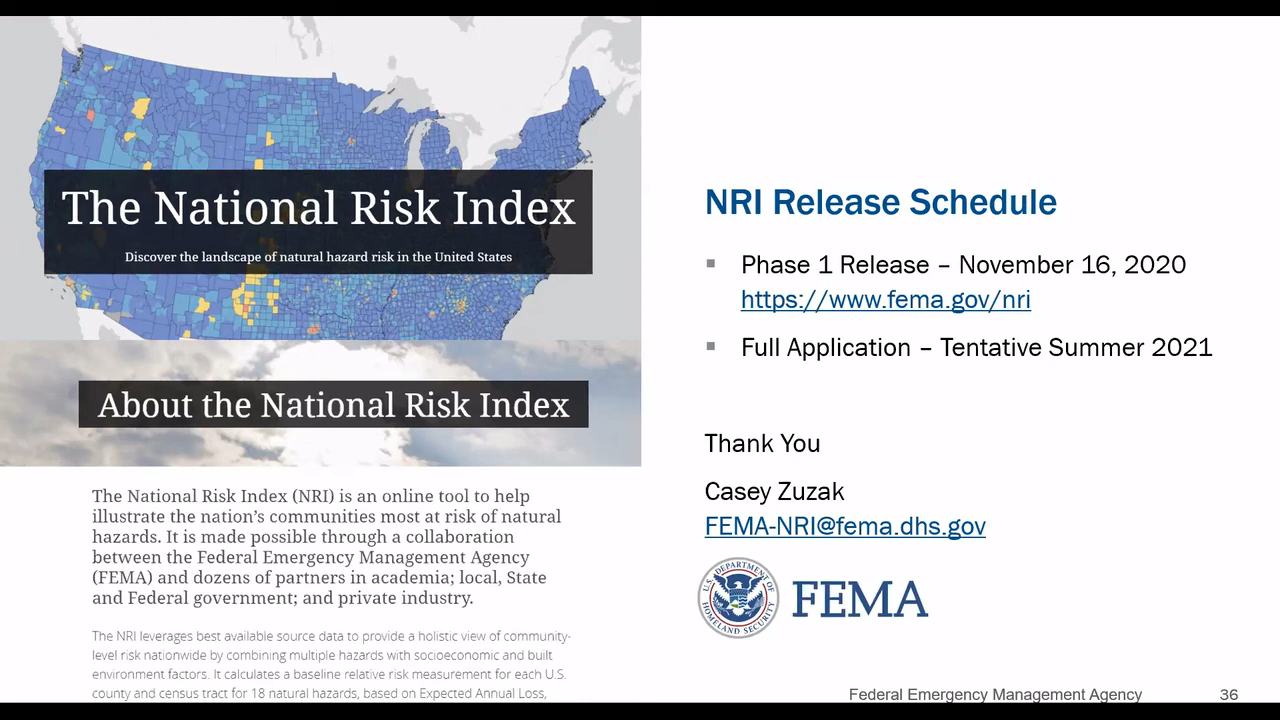 The National Risk Index
Discover the landscape of natural hazard risk in the United States
About the National Risk Index
The National Risk Index (NRI) is an online tool to help
illustrate the nation’s communities most at risk of natural
hazards. It is made possible through a collaboration
between the Federal Emergency Management Agency
(FEMA) and dozens of partners in academia; local, State
and Federal government; and private industry.
The NRI leverages best available source data to provide a holistic view of community-
level risk nationwide by combining multiple hazards with socioeconomic and built
environment factors. It calculates a baseline relative risk measurement for each U.S.
county and census tract for 18 natural hazards, based on Expected Annual Loss,
NRI Release Schedule
▪ Phase 1 Release – November 16, 2020
https://www.fema.gov/nri
▪ Full Application – Tentative Summer 2021
Thank You
Casey Zuzak
FEMA-NRI@fema.dhs.gov
U.S. DEPARTMENT OF
HOMELAND SECURITY
FEMA
Federal Emergency Management Agency
36